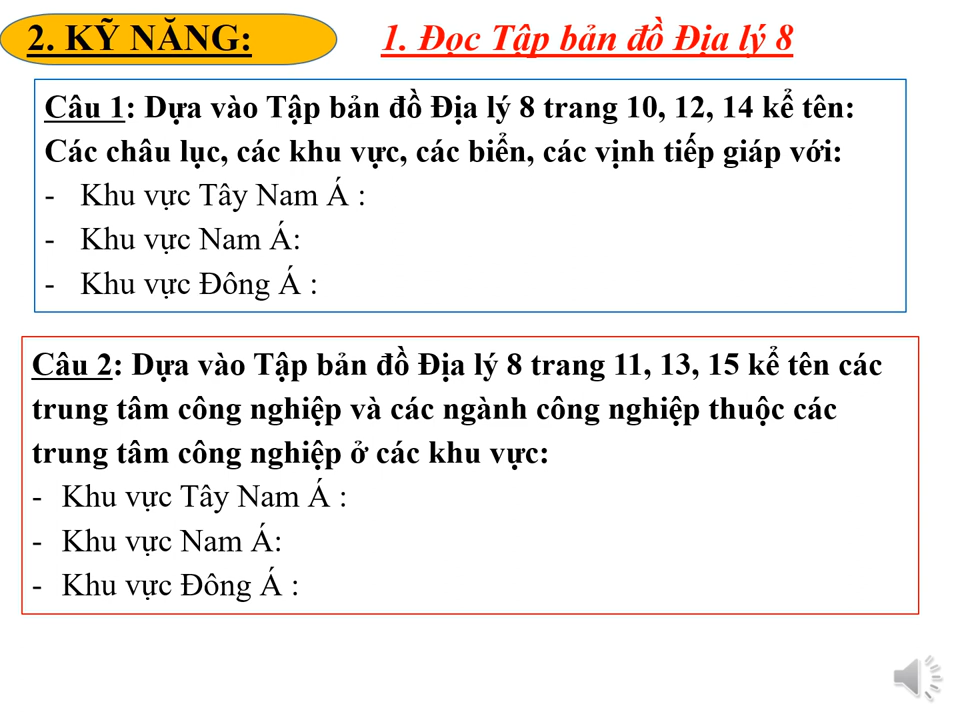 2. KỸ NĂNG:
1. Đọc Tập bản đồ Địa lý 8
Câu 1: Dựa vào Tập bản đồ Địa lý 8 trang 10, 12, 14 kể tên:
Các châu lục, các khu vực, các biển, các vịnh tiếp giáp với:
- Khu vực Tây Nam Á :
- Khu vực Nam Á:
- Khu vực Đông Á :
Câu 2: Dựa vào Tập bản đồ Địa lý 8 trang 11, 13, 15 kể tên các
trung tâm công nghiệp và các ngành công nghiệp thuộc các
trung tâm công nghiệp ở các khu vực:
- Khu vực Tây Nam Á :
- Khu vực Nam Á:
- Khu vực Đông Á :